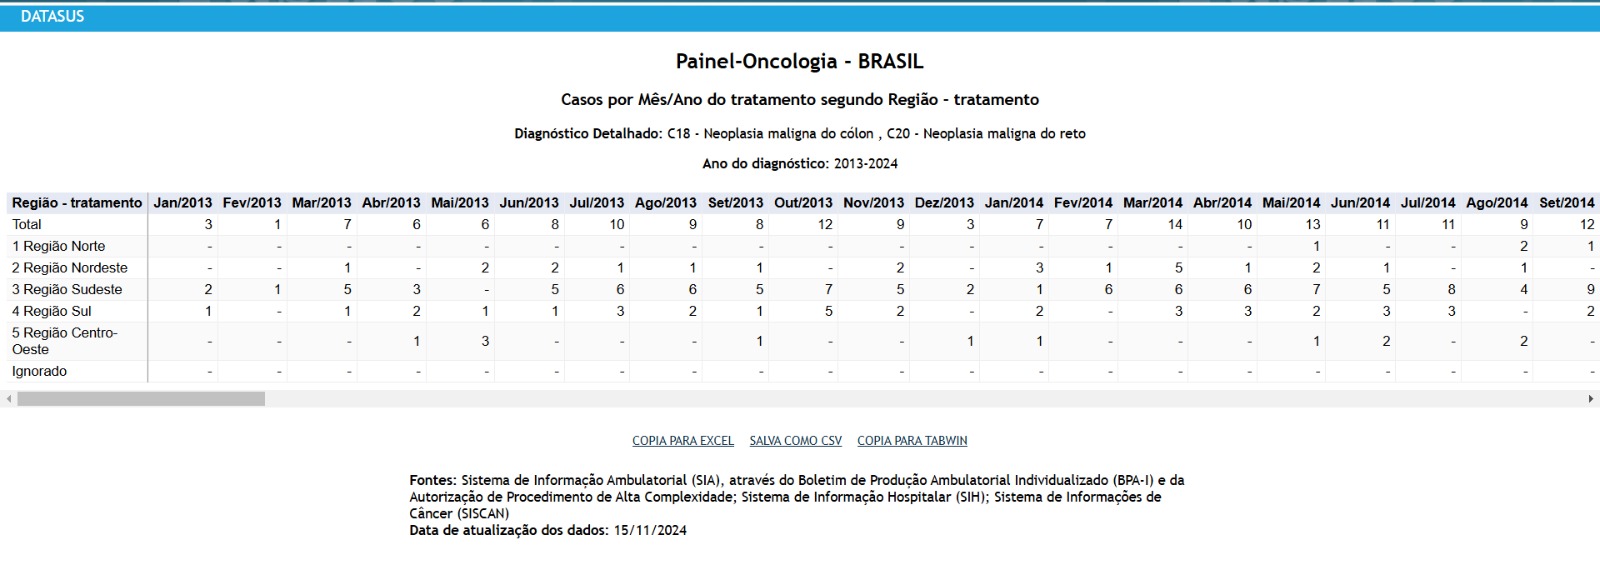 DATASUS
Painel-Oncologia - BRASIL
Casos por Mês/Ano do tratamento segundo Região - tratamento
Diagnóstico Detalhado: C18 - Neoplasia maligna do cólon , C20 - Neoplasia maligna do reto
Ano do diagnóstico: 2013-2024
Região - tratamento Jan/2013 Fev/2013 Mar/2013 Abr/2013 Mai/2013 Jun/2013 Jul/2013 Ago/2013 Set/2013 Out/2013 Nov/2013 Dez/2013 Jan/2014 Fev/2014 Mar/2014 Abr/2014 Mai/2014 Jun/2014 Jul/2014 Ago/2014 Set/2014
Total 3 1 7 6 6 8 10 9 8 12 9 3 7 7 14 10 13 11 11 9 12
1 Região Norte - - - - - - - - - - - - - - - - 1 - - 2 1
2 Região Nordeste - - 1 - 2 2 1 1 1 - 2 - 3 1 5 1 2 1 - 1 -
3 Região Sudeste 2 1 5 3 - 5 6 6 5 7 5 2 1 6 6 6 7 5 8 4 9
4 Região Sul 1 - 1 2 1 1 3 2 1 5 2 - 2 - 3 3 2 3 3 - 2
5 Região Centro-
Oeste - - - 1 3 - - - 1 - - 1 1 - - - 1 2 - 2 -
Ignorado - - - - - - - - - - - - - - - - - - - - -
COPIA PARA EXCEL SALVA COMO CSV COPIA PARA TABWIN
Fontes: Sistema de Informação Ambulatorial (SIA), através do Boletim de Produção Ambulatorial Individualizado (BPA-I) e da
Autorização de Procedimento de Alta Complexidade; Sistema de Informação Hospitalar (SIH); Sistema de Informações de
Câncer (SISCAN)
Data de atualização dos dados: 15/11/2024